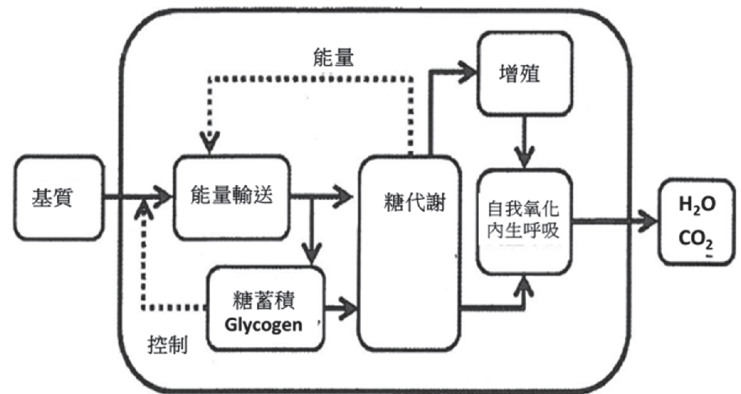 能量
增殖
基質
能量輸送
糖代謝
自我氧化
內生呼吸
H₂O
CO₂
糖蓄積
Glycogen
控制